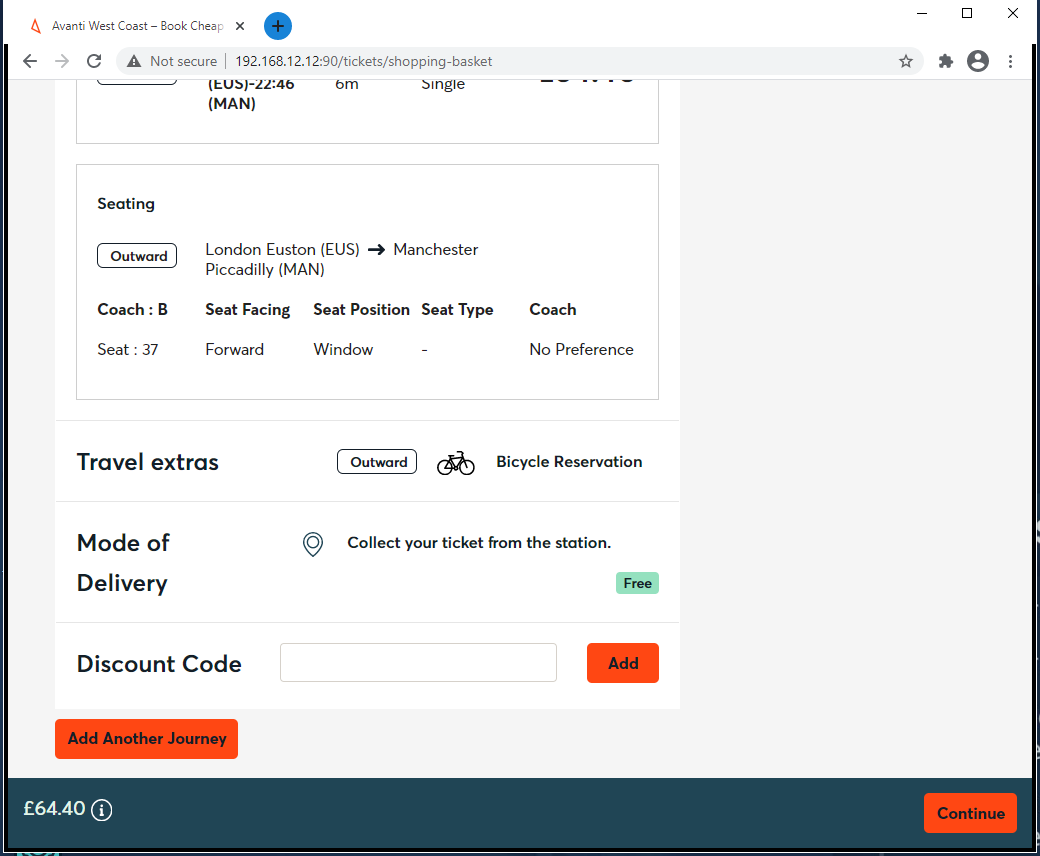 Avanti West Coast – Book Cheap
Not secure | 192.168.12.12:90/tickets/shopping-basket
(EUS)-22:46 6m Single
(MAN)
Seating
Outward London Euston (EUS) → Manchester
Piccadilly (MAN)
Coach : B Seat Facing Seat Position Seat Type Coach
Seat : 37 Forward Window - No Preference
Travel extras Outward Bicycle Reservation
Mode of Collect your ticket from the station.
Delivery Free
Discount Code Add
Add Another Journey
£64.40 Continue